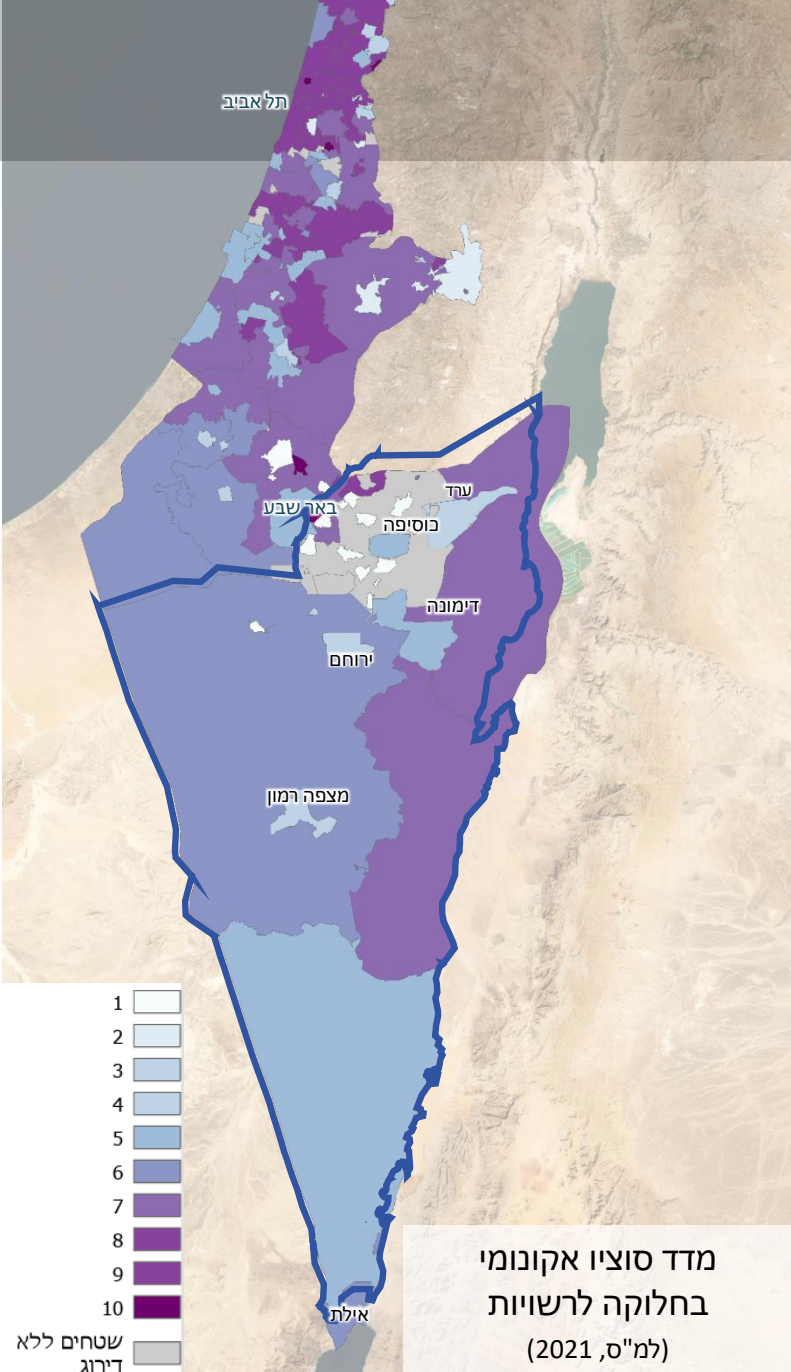 תל אביב
ערד
באר שבע
כוסיפה
דימונה
ירוחם
מצפה רמון
אילת
1
2
3
4
5
6
7
8
9
10
שטחים ללא
דירוג
מדד סוציו אקונומי
בחלוקה לרשויות
(למ"ס, 2021)